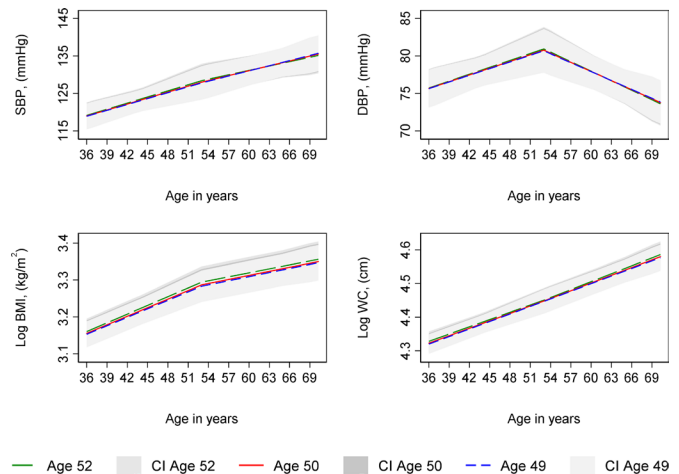 SBP, (mmHg)
145
135
125
115
36 39 42 45 48 51 54 57 60 63 66 69
Age in years
DBP, (mmHg)
85
80
75
70
36 39 42 45 48 51 54 57 60 63 66 69
Age in years
Log BMI, (kg/m²)
3.4
3.3
3.2
3.1
36 39 42 45 48 51 54 57 60 63 66 69
Age in years
Log WC, (cm)
4.6
4.5
4.4
4.3
36 39 42 45 48 51 54 57 60 63 66 69
Age in years
Age 52 CI Age 52 Age 50 CI Age 50 Age 49 CI Age 49